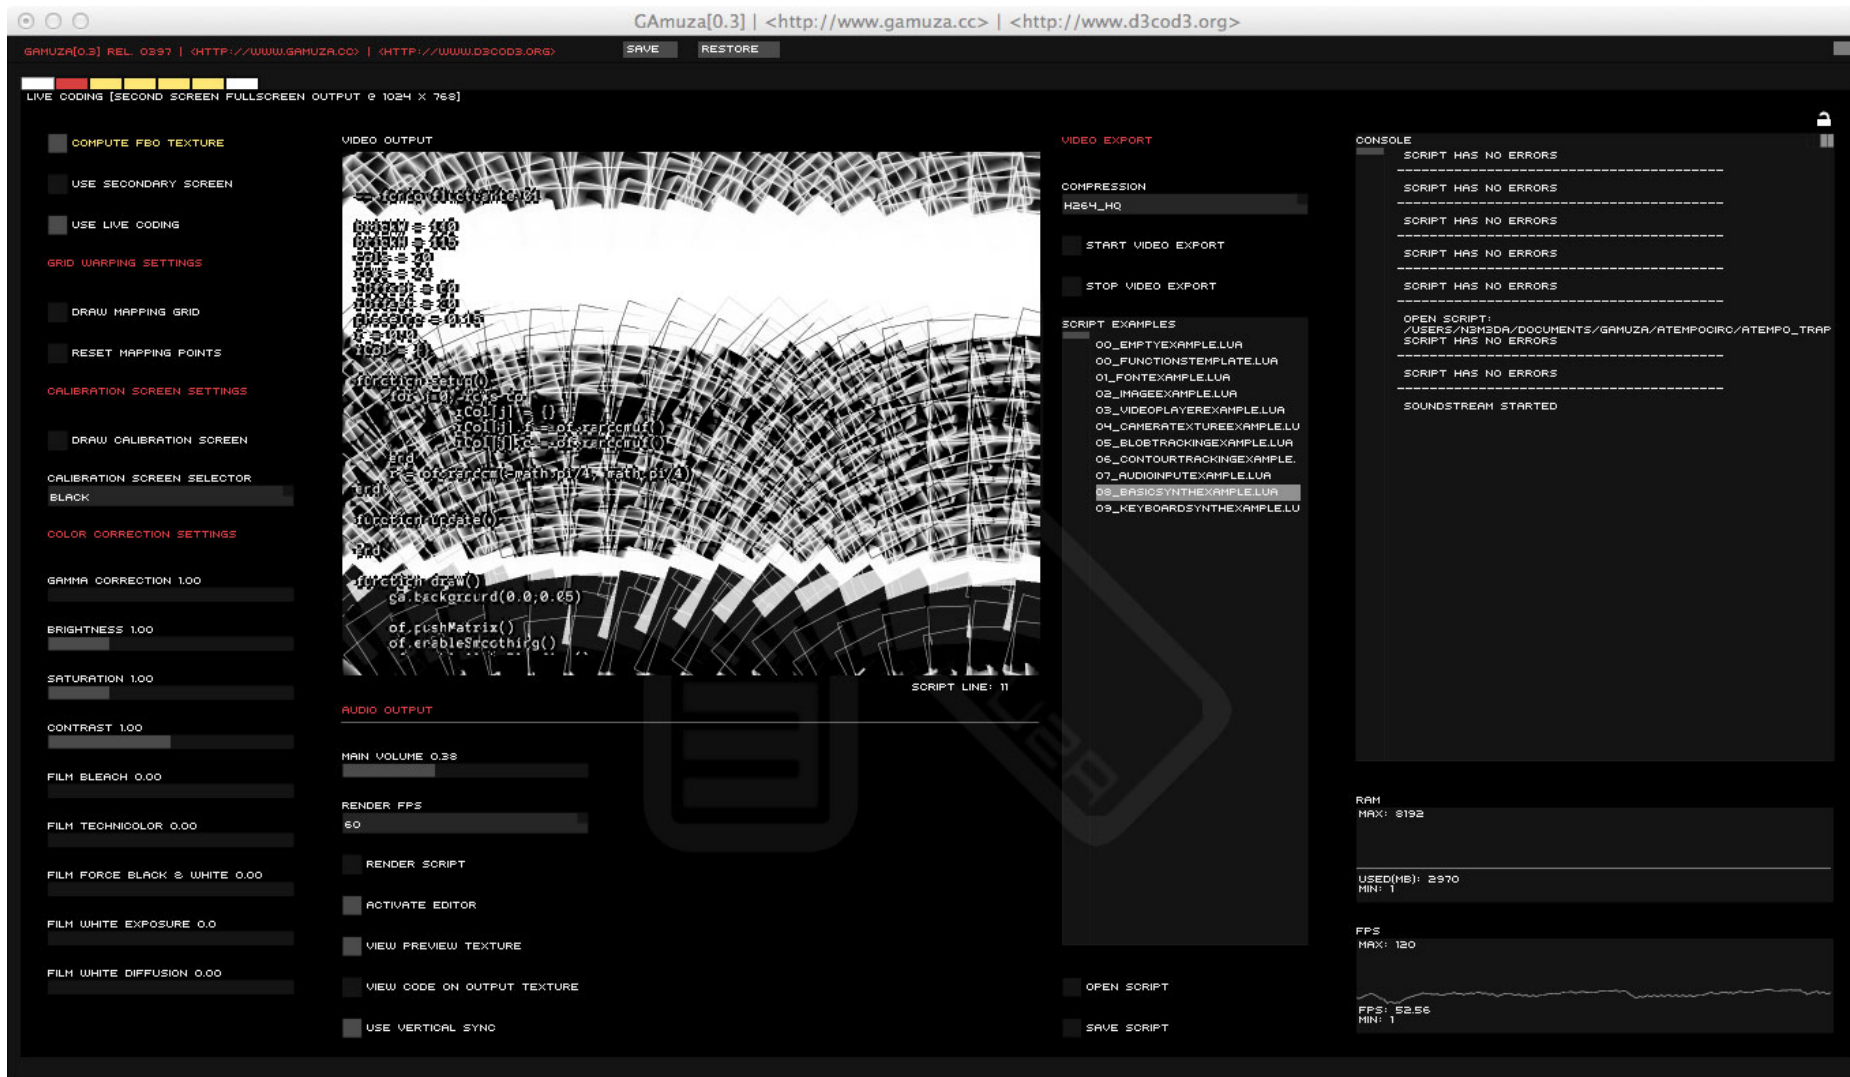 GAmuza[0.3] | <http://www.gamuza.cc> | <http://www.d3cod3.org>
GAMUZA[0.3] REL. 0397 | <HTTP://WWW.GAMUZA.CC> | <HTTP://WWW.D3COD3.ORG>
SAVE
RESTORE
LIVE CODING [SECOND SCREEN FULLSCREEN OUTPUT @ 1024 X 768]
COMPUTE FBO TEXTURE
USE SECONDARY SCREEN
USE LIVE CODING
GRID WARPING SETTINGS
DRAW MAPPING GRID
RESET MAPPING POINTS
CALIBRATION SCREEN SETTINGS
DRAW CALIBRATION SCREEN
CALIBRATION SCREEN SELECTOR
BLACK
COLOR CORRECTION SETTINGS
GAMMA CORRECTION 1.00
BRIGHTNESS 1.00
SATURATION 1.00
CONTRAST 1.00
FILM BLEACH 0.00
FILM TECHNICOLOR 0.00
FILM FORCE BLACK & WHITE 0.00
FILM WHITE EXPOSURE 0.0
FILM WHITE DIFFUSION 0.00
VIDEO OUTPUT
function setup()
rCol[j] = {}
end
function update()
end
function draw()
ga.background(0.0,0.05)
of.pushMatrix()
of.enableSmoothing()
SCRIPT LINE: 11
AUDIO OUTPUT
MAIN VOLUME 0.38
RENDER FPS
60
RENDER SCRIPT
ACTIVATE EDITOR
VIEW PREVIEW TEXTURE
VIEW CODE ON OUTPUT TEXTURE
USE VERTICAL SYNC
VIDEO EXPORT
COMPRESSION
H264_HQ
START VIDEO EXPORT
STOP VIDEO EXPORT
SCRIPT EXAMPLES
00_EMPTYEXAMPLE.LUA
00_FUNCTIONSTEMPLATE.LUA
01_FONTEXAMPLE.LUA
02_IMAGEEXAMPLE.LUA
03_VIDEOPLAYEREXAMPLE.LUA
04_CAMERATEXTUREEXAMPLE.LU
05_BLOBTRACKINGEXAMPLE.LUA
06_CONTOURTRACKINGEXAMPLE.
07_AUDIOINPUTEXAMPLE.LUA
08_BASICSYNTHEXAMPLE.LUA
09_KEYBOARDSYNTHEXAMPLE.LU
OPEN SCRIPT
SAVE SCRIPT
CONSOLE
SCRIPT HAS NO ERRORS
SCRIPT HAS NO ERRORS
SCRIPT HAS NO ERRORS
SCRIPT HAS NO ERRORS
SCRIPT HAS NO ERRORS
OPEN SCRIPT:
/USERS/N3M3DA/DOCUMENTS/GAMUZA/ATEMPOCIRC/ATEMPO_TRAP
SCRIPT HAS NO ERRORS
SCRIPT HAS NO ERRORS
SOUNDSTREAM STARTED
RAM
MAX: 8192
USED(MB): 2970
MIN: 1
FPS
MAX: 120
FPS: 52.56
MIN: 1